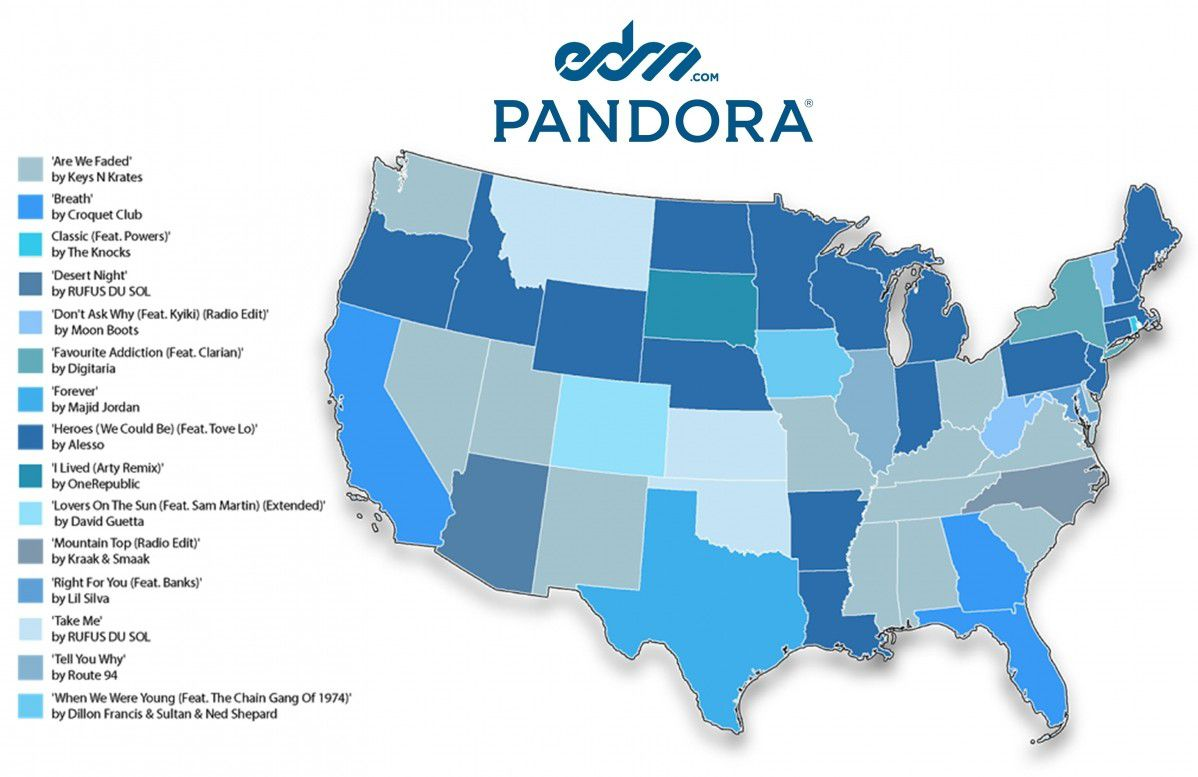 edm
.COM
PANDORA®
'Are We Faded'
by Keys N Krates
'Breath'
by Croquet Club
Classic (Feat. Powers)'
by The Knocks
'Desert Night'
by RUFUS DU SOL
'Don't Ask Why (Feat. Kyiki) (Radio Edit)'
by Moon Boots
'Favourite Addiction (Feat. Clarian)'
by Digitaria
'Forever'
by Majid Jordan
'Heroes (We Could Be) (Feat. Tove Lo)'
by Alesso
'I Lived (Arty Remix)'
by OneRepublic
'Lovers On The Sun (Feat. Sam Martin) (Extended)'
by David Guetta
'Mountain Top (Radio Edit)'
by Kraak & Smaak
'Right For You (Feat. Banks)'
by Lil Silva
'Take Me'
by RUFUS DU SOL
'Tell You Why'
by Route 94
'When We Were Young (Feat. The Chain Gang Of 1974)'
by Dillon Francis & Sultan & Ned Shepard